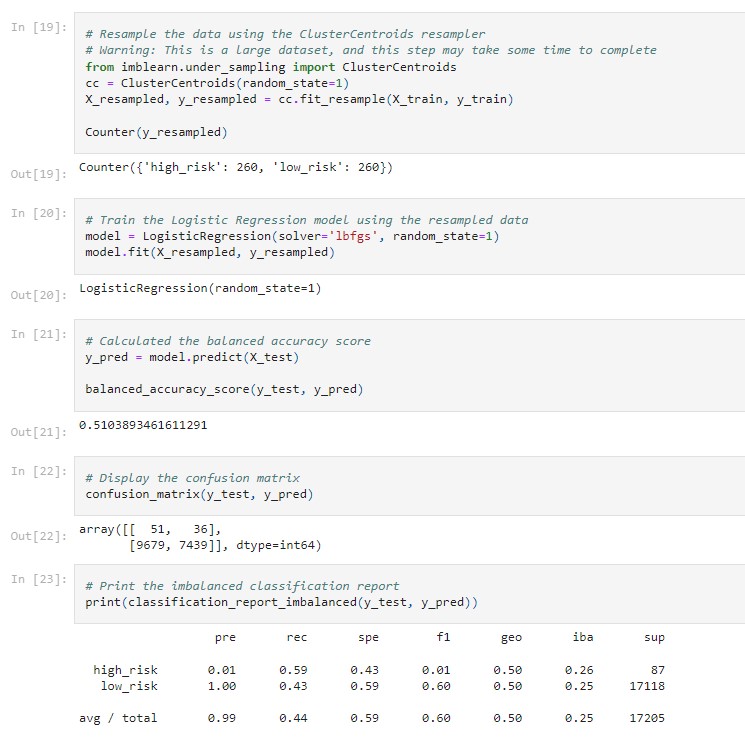 In [19]:
# Resample the data using the ClusterCentroids resampler
# Warning: This is a large dataset, and this step may take some time to complete
from imblearn.under_sampling import ClusterCentroids
cc = ClusterCentroids(random_state=1)
X_resampled, y_resampled = cc.fit_resample(X_train, y_train)
Counter(y_resampled)
Out[19]: Counter({'high_risk': 260, 'low_risk': 260})
In [20]:
# Train the Logistic Regression model using the resampled data
model = LogisticRegression(solver='lbfgs', random_state=1)
model.fit(X_resampled, y_resampled)
Out[20]: LogisticRegression(random_state=1)
In [21]:
# Calculated the balanced accuracy score
y_pred = model.predict(X_test)
balanced_accuracy_score(y_test, y_pred)
Out[21]: 0.5103893461611291
In [22]:
# Display the confusion matrix
confusion_matrix(y_test, y_pred)
Out[22]: array([[  51,   36],
       [9679, 7439]], dtype=int64)
In [23]:
# Print the imbalanced classification report
print(classification_report_imbalanced(y_test, y_pred))
pre rec spe f1 geo iba sup
high_risk 0.01 0.59 0.43 0.01 0.50 0.26 87
low_risk 1.00 0.43 0.59 0.60 0.50 0.25 17118
avg / total 0.99 0.44 0.59 0.60 0.50 0.25 17205